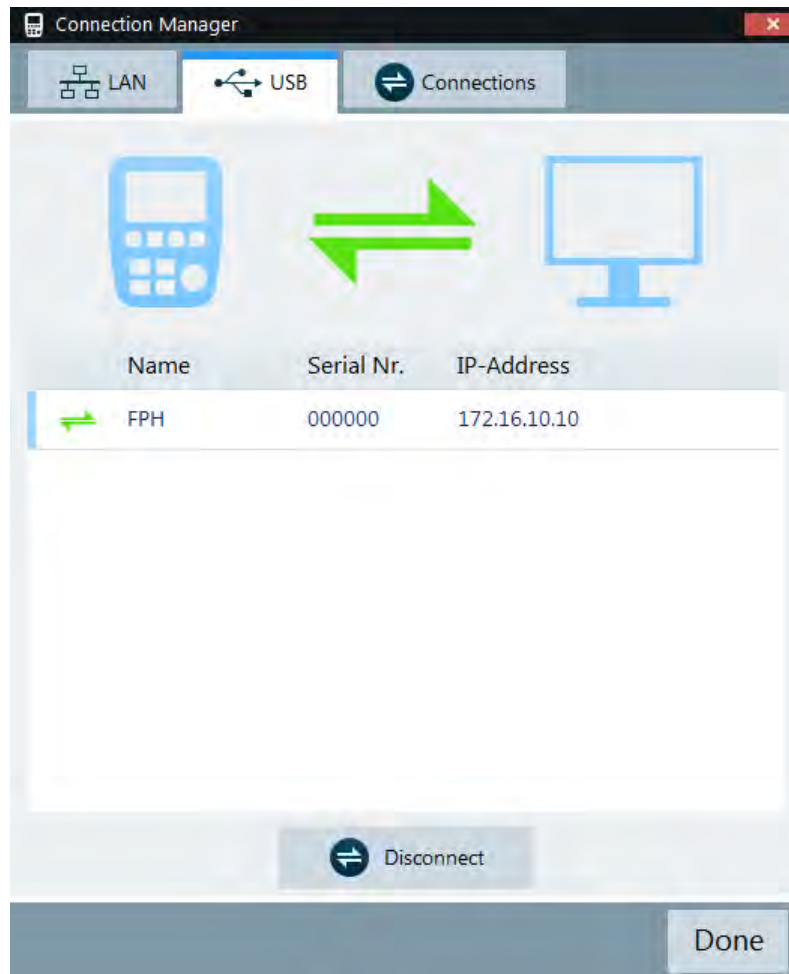 Connection Manager
LAN USB Connections
Name Serial Nr. IP-Address
FPH 000000 172.16.10.10
Disconnect
Done